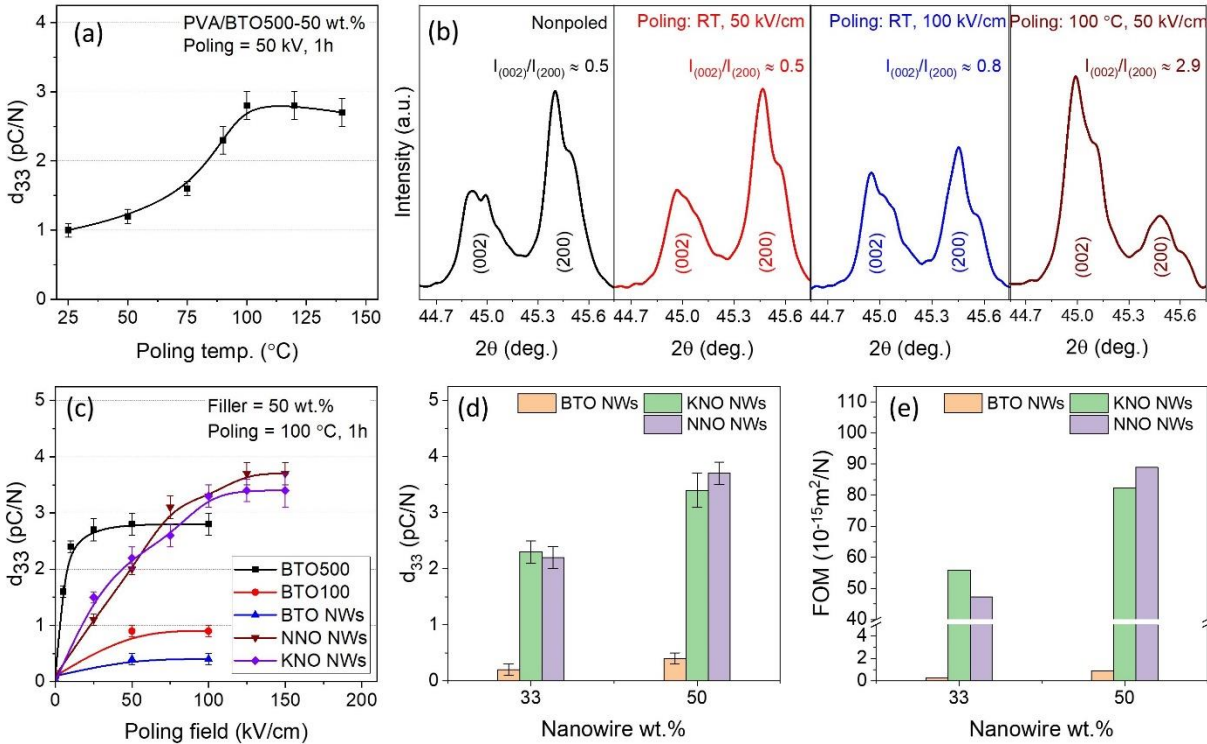 (a)
PVA/BTO500-50 wt.%
Poling = 50 kV, 1h
4
3
2
1
0
d33 (pC/N)
25 50 75 100 125 150
Poling temp. (°C)
(b)
Nonpoled
I(002)/I(200) ≈ 0.5
Poling: RT, 50 kV/cm
I(002)/I(200) ≈ 0.5
Poling: RT, 100 kV/cm
I(002)/I(200) ≈ 0.8
Poling: 100 °C, 50 kV/cm
I(002)/I(200) ≈ 2.9
Intensity (a.u.)
(002) (200)
(002) (200)
(002) (200)
(002) (200)
44.7 45.0 45.3 45.6
44.7 45.0 45.3 45.6
44.7 45.0 45.3 45.6
44.7 45.0 45.3 45.6
2θ (deg.)
2θ (deg.)
2θ (deg.)
2θ (deg.)
(c)
Filler = 50 wt.%
Poling = 100 °C, 1h
5
4
3
2
1
0
d33 (pC/N)
BTO500
BTO100
BTO NWs
NNO NWs
KNO NWs
0 50 100 150 200
Poling field (kV/cm)
(d)
BTO NWs
KNO NWs
NNO NWs
5
4
3
2
1
0
d33 (pC/N)
33 50
Nanowire wt.%
(e)
BTO NWs
KNO NWs
NNO NWs
110
100
90
80
70
60
50
40
4
2
0
FOM (10-15m2/N)
33 50
Nanowire wt.%